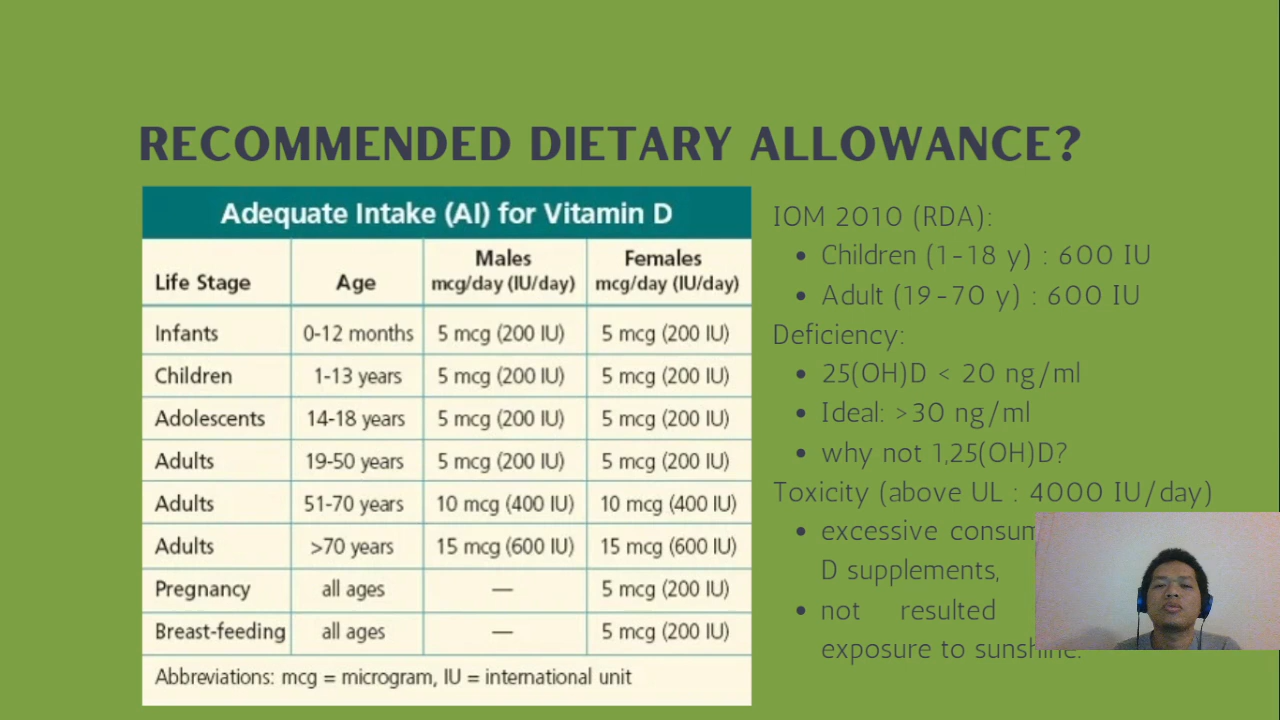 RECOMMENDED DIETARY ALLOWANCE?
Adequate Intake (AI) for Vitamin D
Life Stage Age Males mcg/day (IU/day) Females mcg/day (IU/day)
Infants 0-12 months 5 mcg (200 IU) 5 mcg (200 IU)
Children 1-13 years 5 mcg (200 IU) 5 mcg (200 IU)
Adolescents 14-18 years 5 mcg (200 IU) 5 mcg (200 IU)
Adults 19-50 years 5 mcg (200 IU) 5 mcg (200 IU)
Adults 51-70 years 10 mcg (400 IU) 10 mcg (400 IU)
Adults >70 years 15 mcg (600 IU) 15 mcg (600 IU)
Pregnancy all ages — 5 mcg (200 IU)
Breast-feeding all ages — 5 mcg (200 IU)
Abbreviations: mcg = microgram, IU = international unit
IOM 2010 (RDA):
• Children (1-18 y) : 600 IU
• Adult (19-70 y) : 600 IU
Deficiency:
• 25(OH)D < 20 ng/ml
• Ideal: >30 ng/ml
• why not 1,25(OH)D?
Toxicity (above UL : 4000 IU/day)
• excessive
D supplements,
• not resulted
exposure to sunshine.